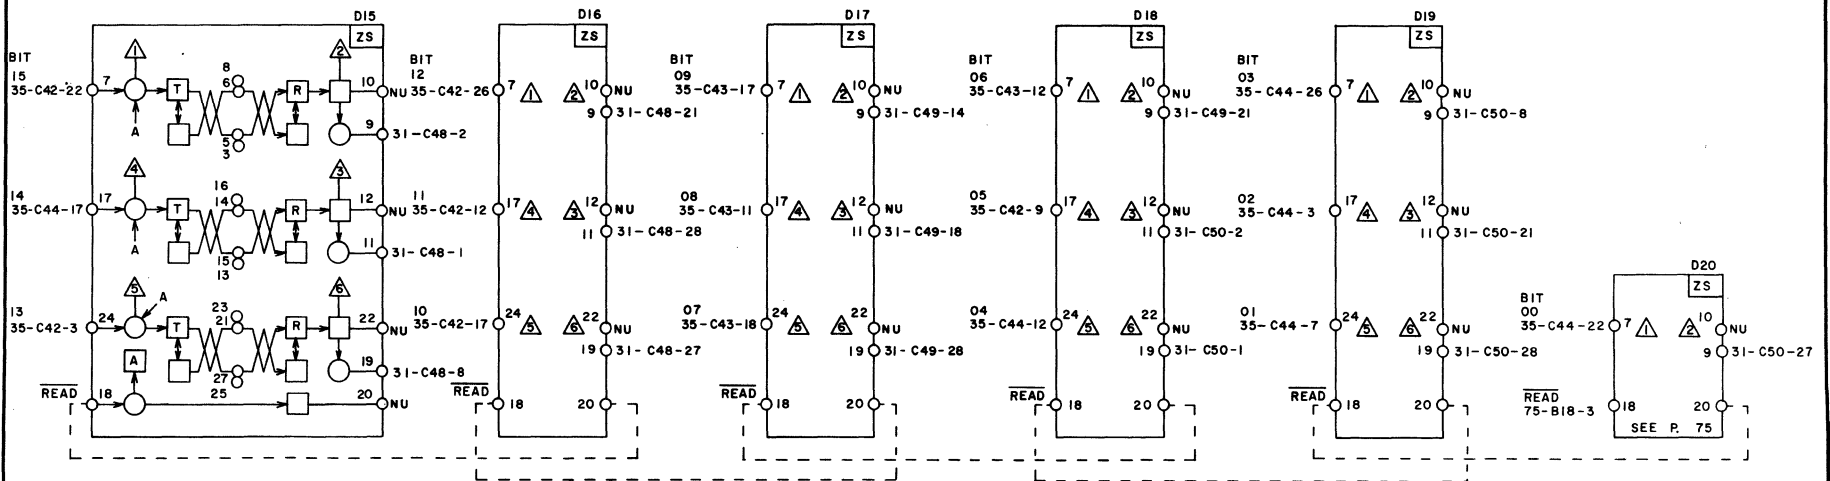 D15
ZS
BIT
15
35-C42-22
7
1
A
T
8
6
5
3
R
2
10
NU
9
31-C48-2
14
35-C44-17
17
4
A
T
16
14
15
13
R
3
12
NU
11
31-C48-1
13
35-C42-3
24
5
A
T
23
21
27
25
R
6
22
NU
19
31-C48-8
READ
18
A
20
NU
D16
ZS
BIT
12
35-C42-26
7
1
2
10
NU
9
31-C48-21
11
35-C42-12
17
4
3
12
NU
11
31-C48-28
10
35-C42-17
24
5
6
22
NU
19
31-C48-27
READ
18
20
D17
ZS
BIT
09
35-C43-17
7
1
2
10
NU
9
31-C49-14
08
35-C43-11
17
4
3
12
NU
11
31-C49-18
07
35-C43-18
24
5
6
22
NU
19
31-C49-28
READ
18
20
D18
ZS
BIT
06
35-C43-12
7
1
2
10
NU
9
31-C49-21
05
35-C42-9
17
4
3
12
NU
11
31-C50-2
04
35-C44-12
24
5
6
22
NU
19
31-C50-1
READ
18
20
D19
ZS
BIT
03
35-C44-26
7
1
2
10
NU
9
31-C50-8
02
35-C44-3
17
4
3
12
NU
11
31-C50-21
01
35-C44-7
24
5
6
22
NU
19
31-C50-28
READ
18
20
D20
ZS
BIT
00
35-C44-22
7
1
2
10
NU
9
31-C50-27
READ
75-B18-3
18
20
SEE P. 75